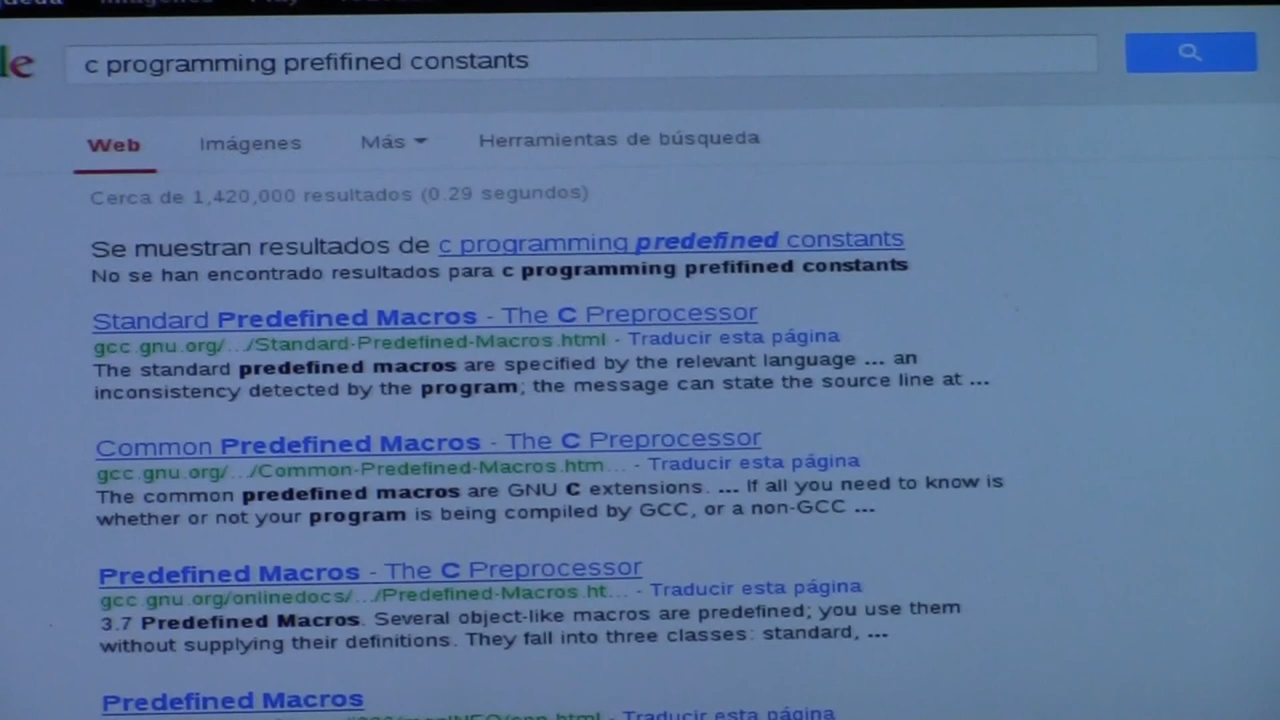 le
c programming prefifined constants
Web Imágenes Más Herramientas de búsqueda
Cerca de 1,420,000 resultados (0.29 segundos)
Se muestran resultados de c programming predefined constants
No se han encontrado resultados para c programming prefifined constants
Standard Predefined Macros - The C Preprocessor
gcc.gnu.org/.../Standard-Predefined-Macros.html - Traducir esta página
The standard predefined macros are specified by the relevant language ... an
inconsistency detected by the program; the message can state the source line at ...
Common Predefined Macros - The C Preprocessor
gcc.gnu.org/.../Common-Predefined-Macros.htm... - Traducir esta página
The common predefined macros are GNU C extensions. ... If all you need to know is
whether or not your program is being compiled by GCC, or a non-GCC ...
Predefined Macros - The C Preprocessor
gcc.gnu.org/onlinedocs/.../Predefined-Macros.ht... - Traducir esta página
3.7 Predefined Macros. Several object-like macros are predefined; you use them
without supplying their definitions. They fall into three classes: standard, ...
Predefined Macros
Traducir esta página